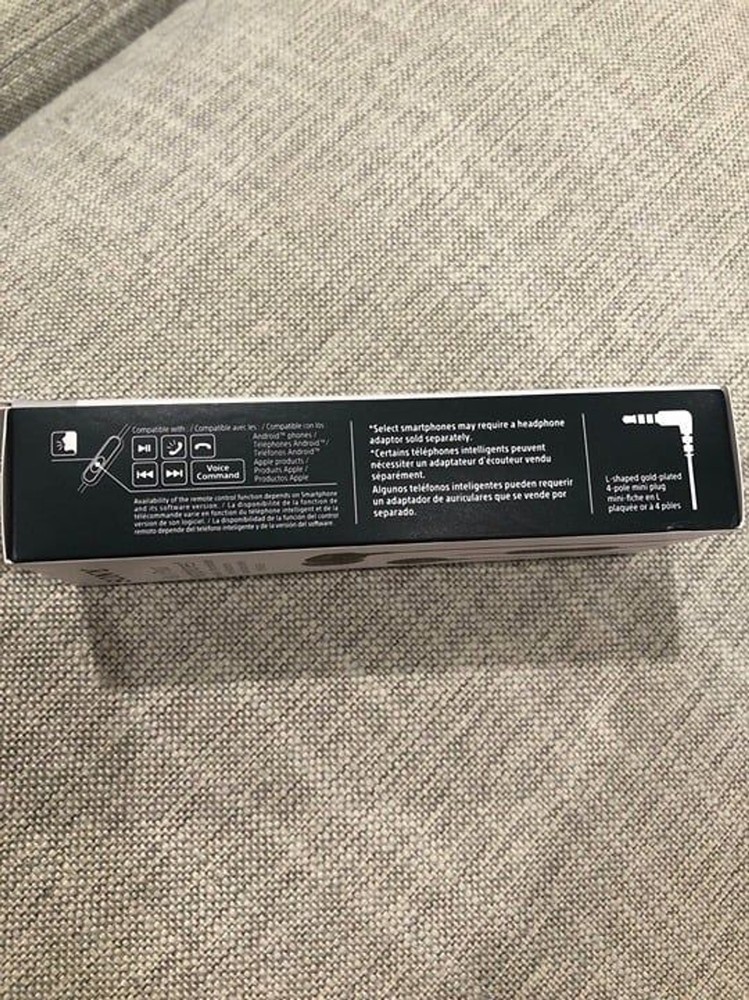 Compatible with : / Compatible avec les : / Compatible con los
Android™ phones /
Téléphones Android™ /
Teléfonos Android™
Apple products /
Produits Apple /
Productos Apple
Voice
Command
Availability of the remote control function depends on Smartphone
and its software version. / La disponibilité de la fonction de
télécommande varie en fonction du téléphone intelligent et de la
version de son logiciel. / La disponibilidad de la función del control
remoto depende del teléfono inteligente y de la versión del software.
*Select smartphones may require a headphone
adaptor sold separately.
*Certains téléphones intelligents peuvent
nécessiter un adaptateur d'écouteur vendu
séparément.
Algunos teléfonos inteligentes pueden requerir
un adaptador de auriculares que se vende por
separado.
L-shaped gold-plated
4-pole mini plug
mini-fiche en L
plaquée or à 4 pôles
SONY